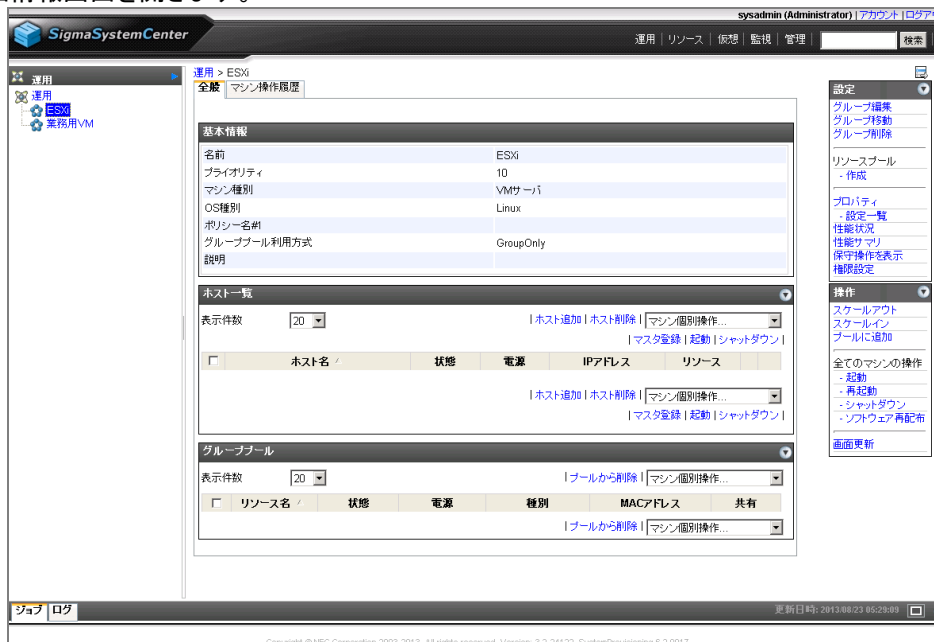 sysadmin (Administrator) | アカウント | ログア
SigmaSystemCenter
運用 | リソース | 仮想 | 監視 | 管理 |
検索
運用
運用
ESXi
業務用VM
運用 > ESXi
全般 マシン操作履歴
基本情報
名前 ESXi
プライオリティ 10
マシン種別 VMサーバ
OS種別 Linux
ポリシー名#1
グループプール利用方式 GroupOnly
説明
ホスト一覧
表示件数 20 | ホスト追加 | ホスト削除 | マシン個別操作...
| マスタ登録 | 起動 | シャットダウン |
ホスト名 状態 電源 IPアドレス リソース
| ホスト追加 | ホスト削除 | マシン個別操作...
| マスタ登録 | 起動 | シャットダウン |
グループプール
表示件数 20 | プールから削除 | マシン個別操作...
リソース名 状態 電源 種別 MACアドレス 共有
| プールから削除 | マシン個別操作...
設定
グループ編集
グループ移動
グループ削除
リソースプール
- 作成
プロパティ
- 設定一覧
性能状況
性能サマリ
保守操作を表示
権限設定
操作
スケールアウト
スケールイン
プールに追加
全てのマシンの操作
- 起動
- 再起動
- シャットダウン
- ソフトウェア再配布
画面更新
ジョブ ログ
更新日時: 2013/08/23 05:29:09